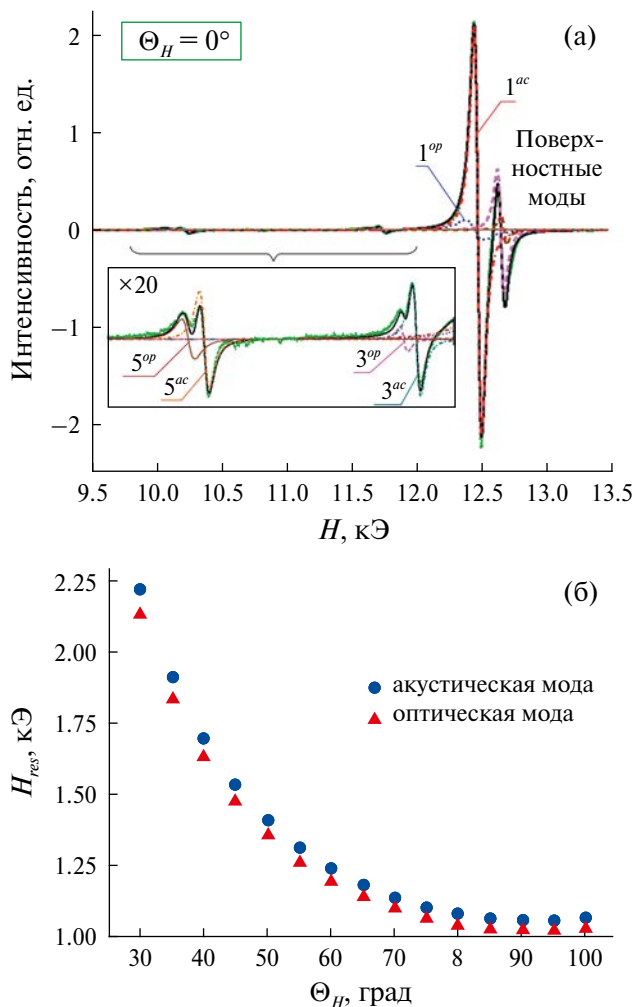 (а)
Θ_H = 0°
2
1
0
−1
−2
Интенсивность, отн. ед.
1^{ac}
1^{op}
Поверх-
ностные
моды
×20
5^{op}
5^{ac}
3^{op}
3^{ac}
9.5 10.0 10.5 11.0 11.5 12.0 12.5 13.0 13.5
H, кЭ
(б)
2.25
2.00
1.75
1.50
1.25
1.00
H_{res}, кЭ
акустическая мода
оптическая мода
30 40 50 60 70 8 90 100
Θ_H, град